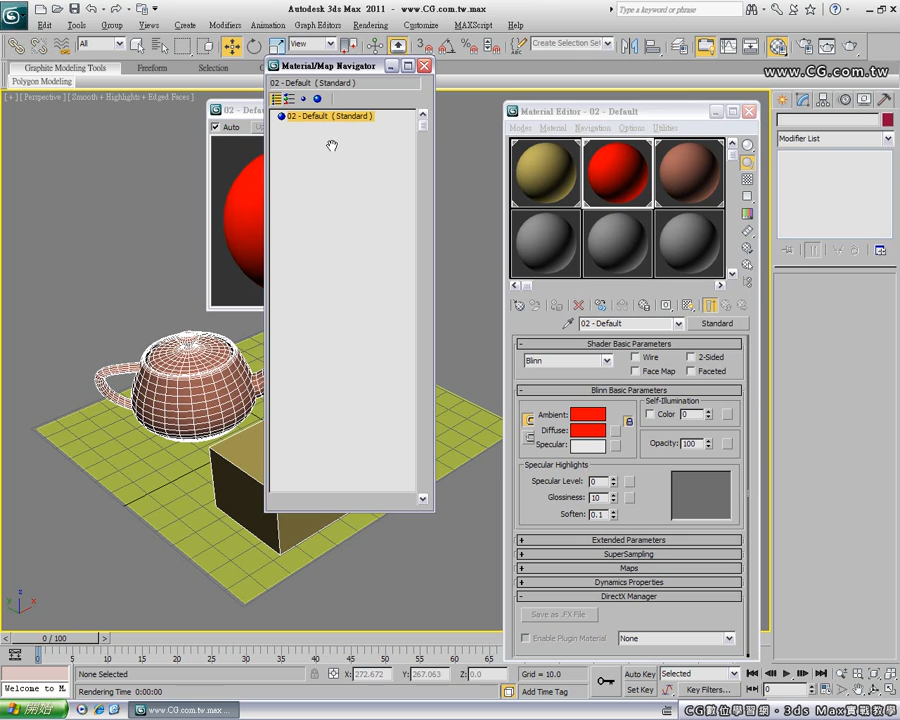 Autodesk 3ds Max 2011 - www.CG.com.tw.max
Type a keyword or phrase
Edit Tools Group Views Create Modifiers Animation Graph Editors Rendering Customize MAXScript Help
All
View
Create Selection Set
Graphite Modeling Tools Freeform Selection
Polygon Modeling
www.CG.com.tw
[ + ] [ Perspective ] [ Smooth + Highlights + Edged Faces ]
02 - Defau
Auto
Material/Map Navigator
02 - Default ( Standard )
02 - Default ( Standard )
Material Editor - 02 - Default
Modes Material Navigation Options Utilities
Modifier List
02 - Default
Standard
Shader Basic Parameters
Blinn
Wire
2-Sided
Face Map
Faceted
Blinn Basic Parameters
Self-Illumination
Ambient:
Color 0
Diffuse:
Specular:
Opacity: 100
Specular Highlights
Specular Level: 0
Glossiness: 10
Soften: 0.1
Extended Parameters
SuperSampling
Maps
Dynamics Properties
DirectX Manager
Save as .FX File
Enable Plugin Material
None
z
x
0 / 100
0 5 10 15 20 25 30 35 40 45 50 55 60 65
None Selected
X: 272.672
Y: 267.063
Z: 0.0
Grid = 10.0
Auto Key
Selected
Welcome to M
Rendering Time 0:00:00
Add Time Tag
Set Key
Key Filters...
0
開始
www.CG.com.tw.max ...
CG數位學習網 - 3ds Max實戰教學